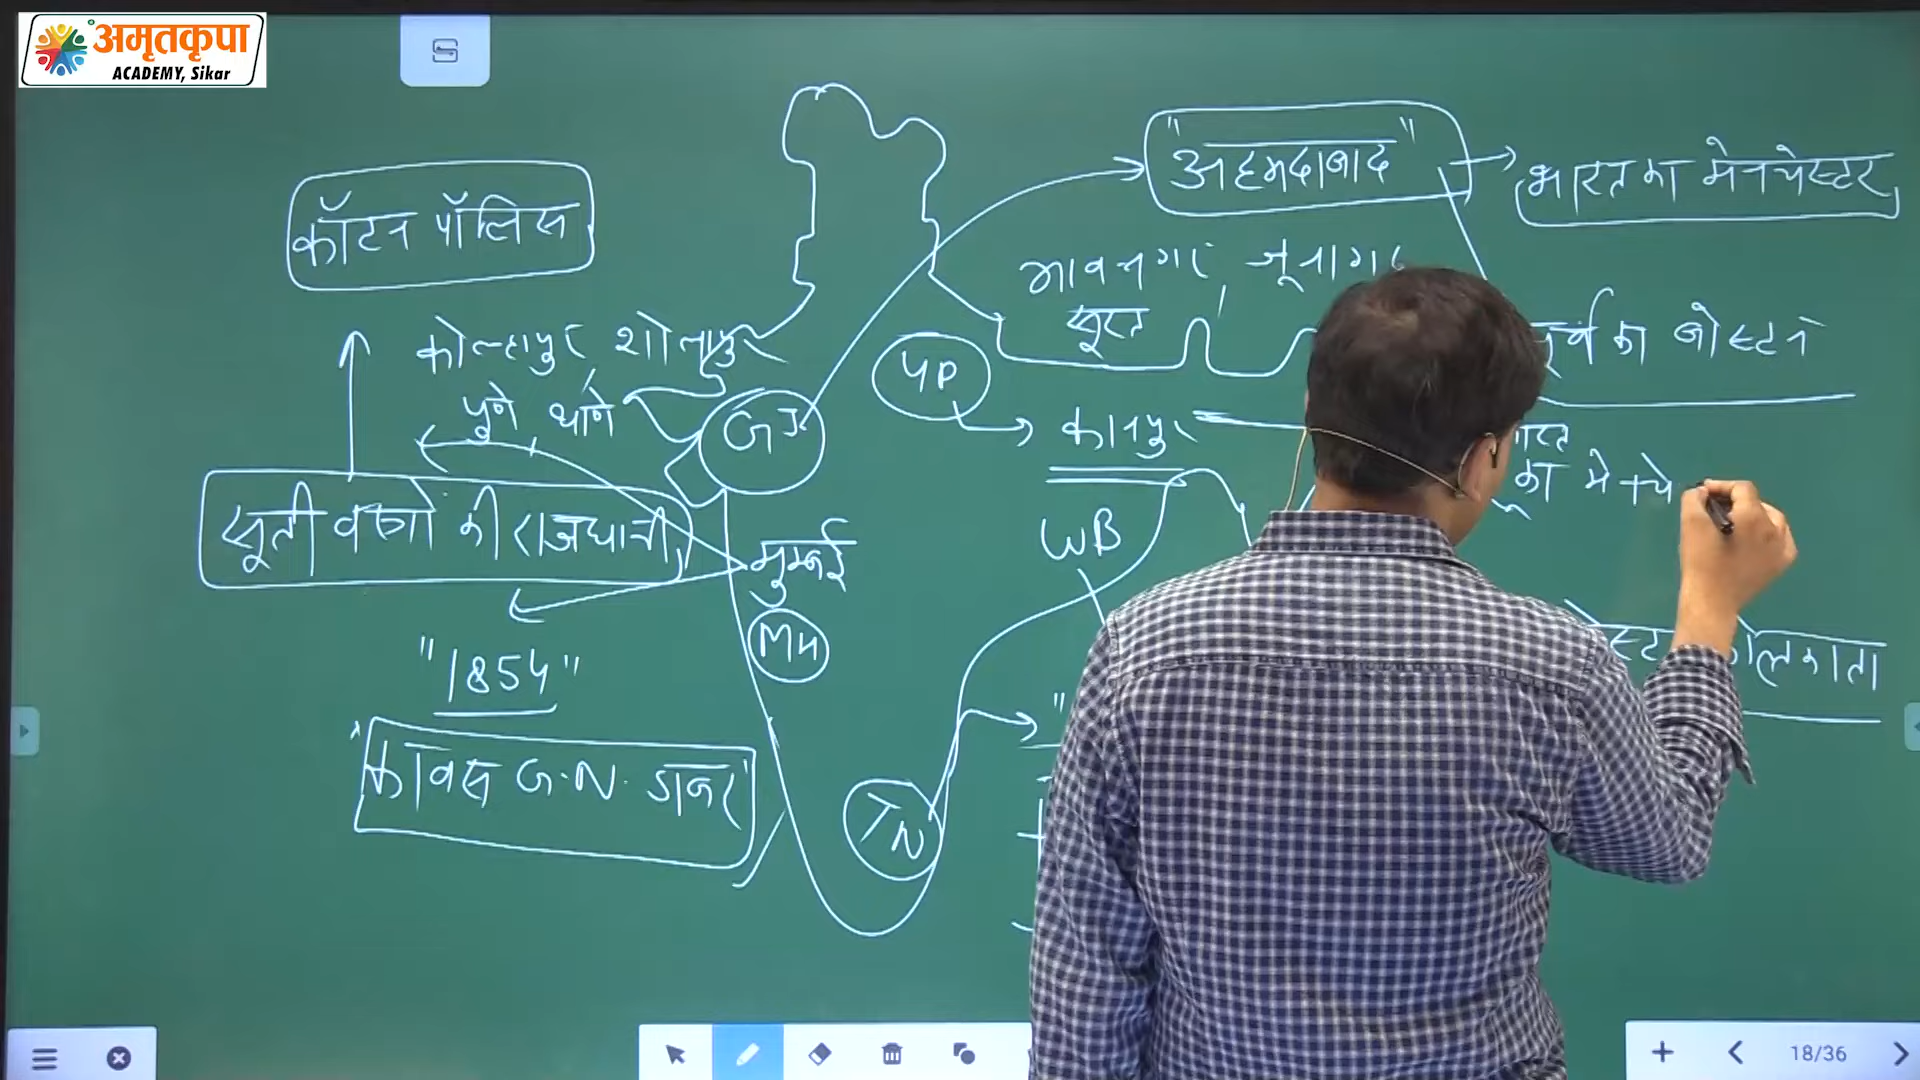 अमृतकृपा
ACADEMY, Sikar
कॉटन पॉलिस
कोल्हापुर शोलापुर
पूणे थाणे
सूती वस्त्रों की राजधानी
"1854"
कावस G.N. डाबर"
GJ
मुम्बई
MH
TN
"अहमदाबाद"
भारत का मेनचेस्टर
भावनगर, जूनागढ
सूरत
पूर्व का बोस्टन
UP
कानपुर
का मेन्चे
WB
कोलकाता
18/36